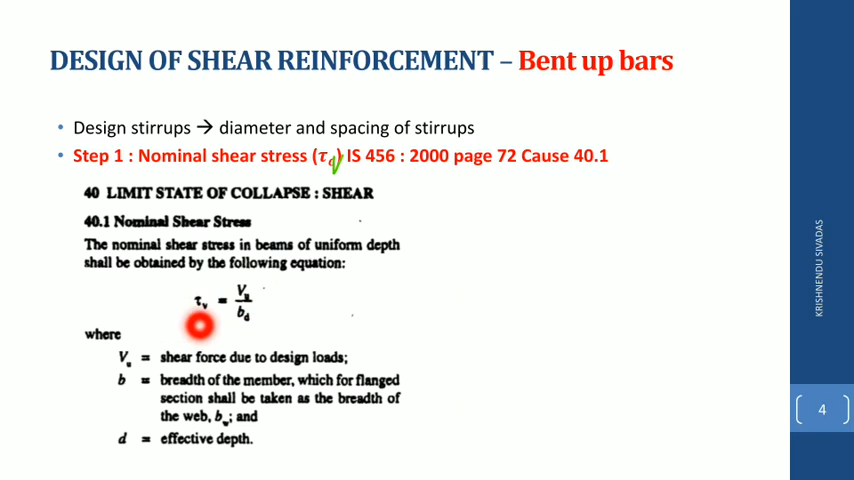 DESIGN OF SHEAR REINFORCEMENT – Bent up bars
• Design stirrups → diameter and spacing of stirrups
• Step 1 : Nominal shear stress (τd) IS 456 : 2000 page 72 Cause 40.1
40 LIMIT STATE OF COLLAPSE : SHEAR
40.1 Nominal Shear Stress
The nominal shear stress in beams of uniform depth
shall be obtained by the following equation:
τv = Vu / bd
where
Vu = shear force due to design loads;
b = breadth of the member, which for flanged
section shall be taken as the breadth of
the web, bw; and
d = effective depth.
KRISHNENDU SIVADAS
4